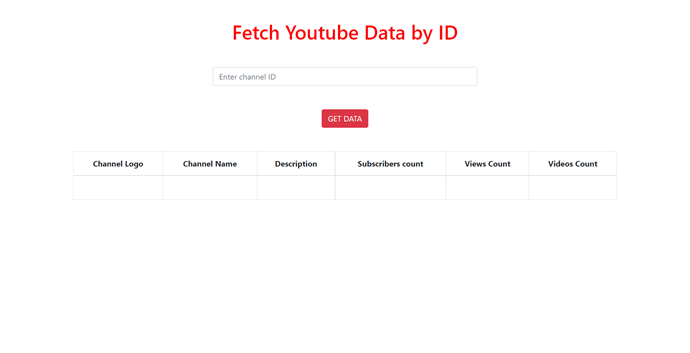 Fetch Youtube Data by ID
Enter channel ID
GET DATA
Channel Logo Channel Name Description Subscribers count Views Count Videos Count